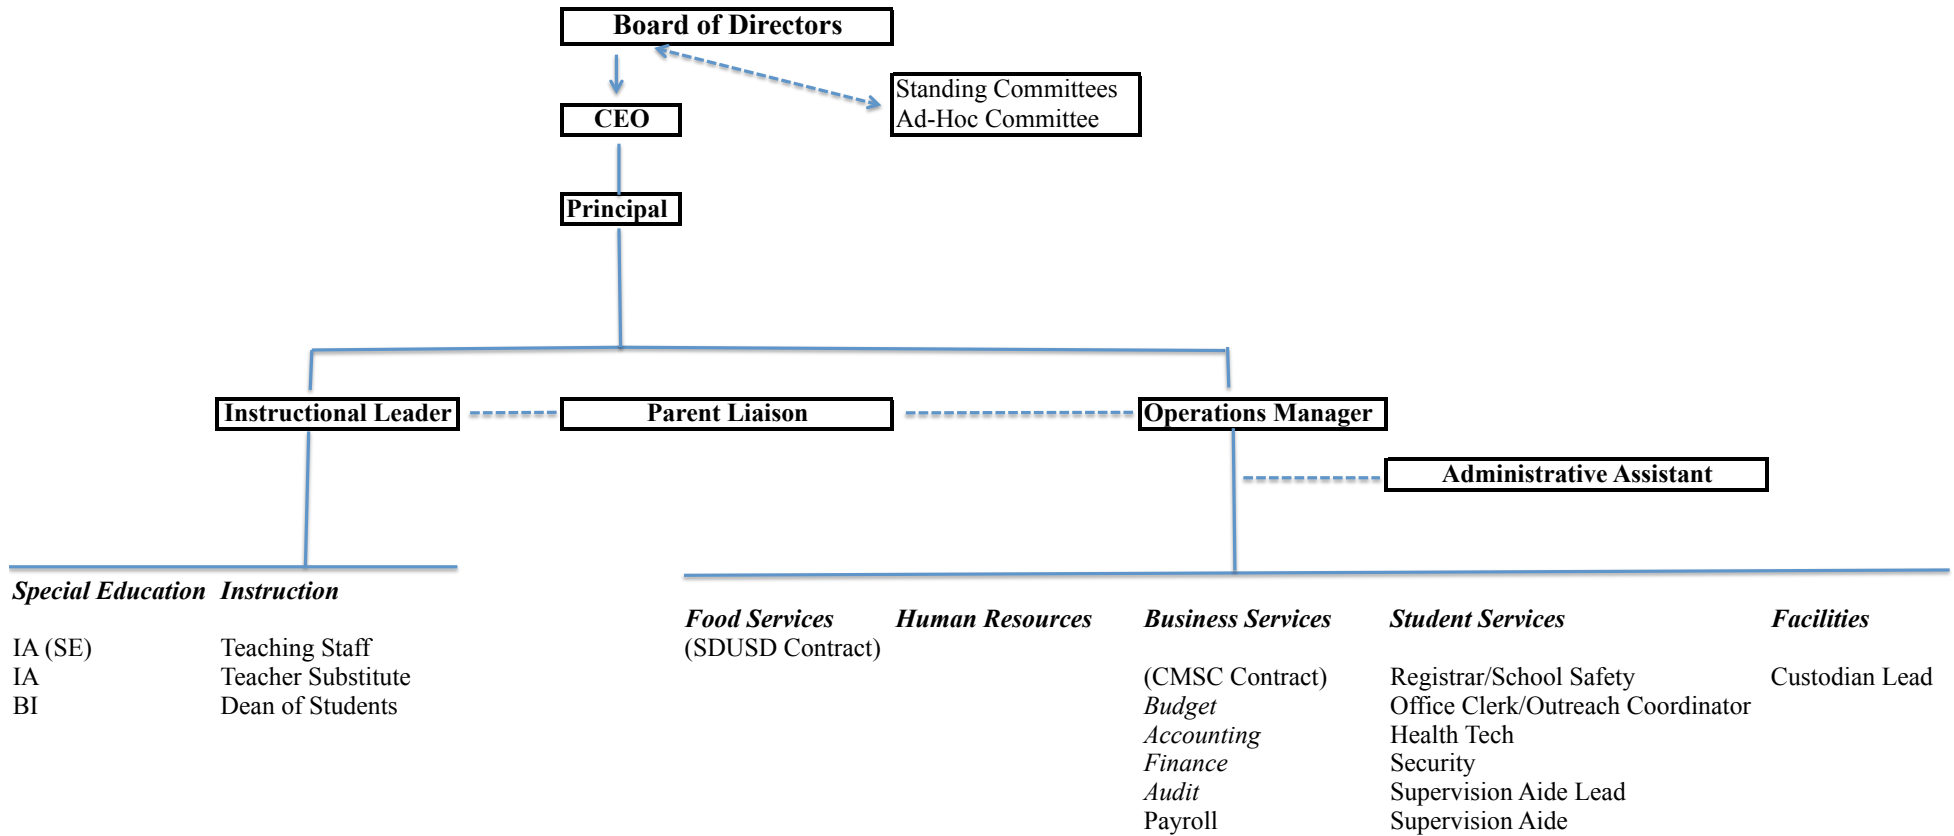 Board of Directors
Standing Committees
Ad-Hoc Committee
CEO
Principal
Instructional Leader
Parent Liaison
Operations Manager
Administrative Assistant
Special Education
IA (SE)
IA
BI
Instruction
Teaching Staff
Teacher Substitute
Dean of Students
Food Services
(SDUSD Contract)
Human Resources
Business Services
(CMSC Contract)
Budget
Accounting
Finance
Audit
Payroll
Student Services
Registrar/School Safety
Office Clerk/Outreach Coordinator
Health Tech
Security
Supervision Aide Lead
Supervision Aide
Facilities
Custodian Lead